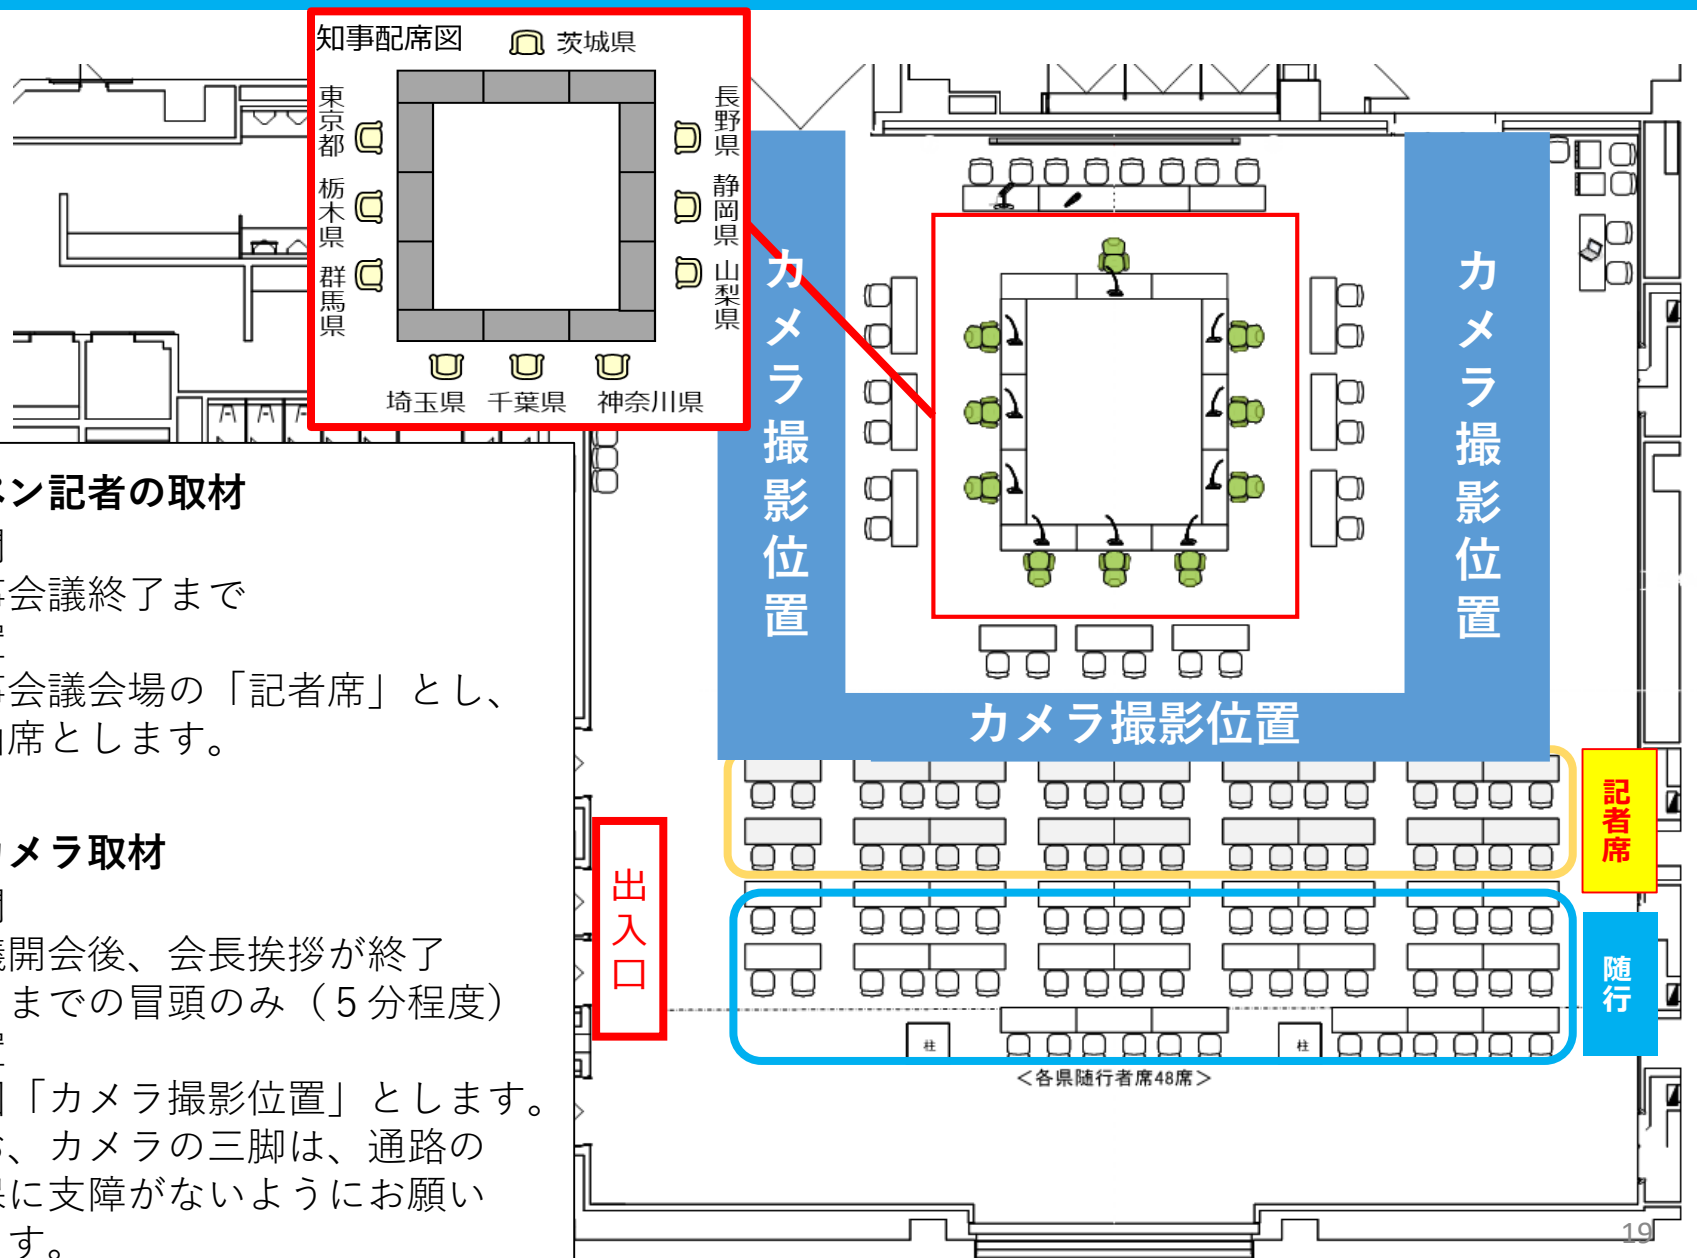 知事配席図
茨城県
東京都
栃木県
群馬県
長野県
静岡県
山梨県
埼玉県
千葉県
神奈川県
カメラ撮影位置
カメラ撮影位置
カメラ撮影位置
ペン記者の取材
会議終了まで
会議会場の「記者席」とし、
席とします。
カメラ取材
開会後、会長挨拶が終了
までの冒頭のみ（５分程度）
「カメラ撮影位置」とします。
、カメラの三脚は、通路の
に支障がないようにお願い
す。
出入口
記者席
随行
柱
柱
＜各県随行者席48席＞
19